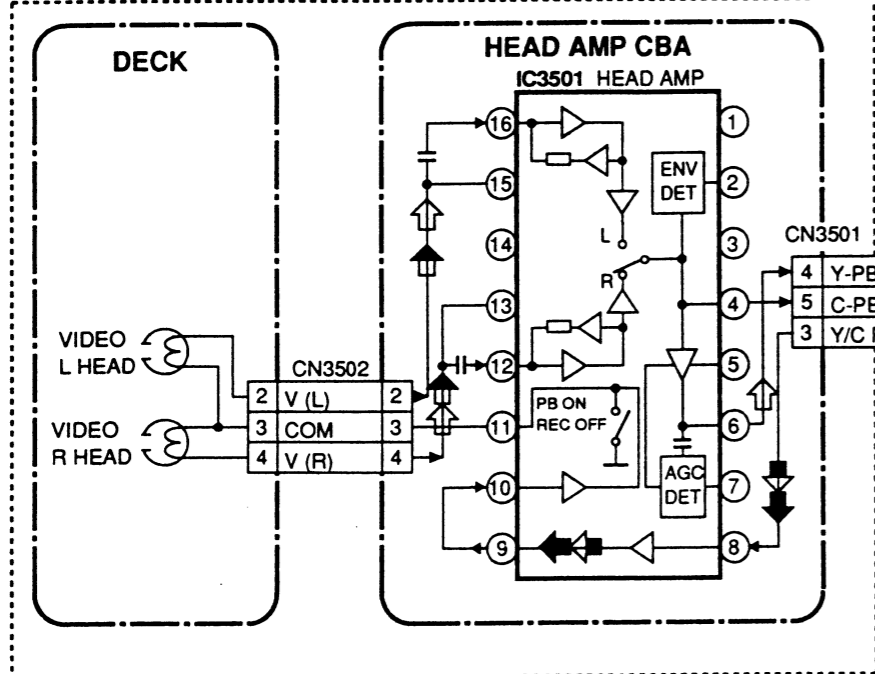 DECK
HEAD AMP CBA
IC3501 HEAD AMP
16
15
14
13
12
11
10
9
1
2
3
4
5
6
7
8
ENV
DET
L
R
PB ON
REC OFF
AGC
DET
CN3501
4 Y-PB
5 C-PB
3 Y/C
VIDEO
L HEAD
VIDEO
R HEAD
CN3502
2 V (L) 2
3 COM 3
4 V (R) 4